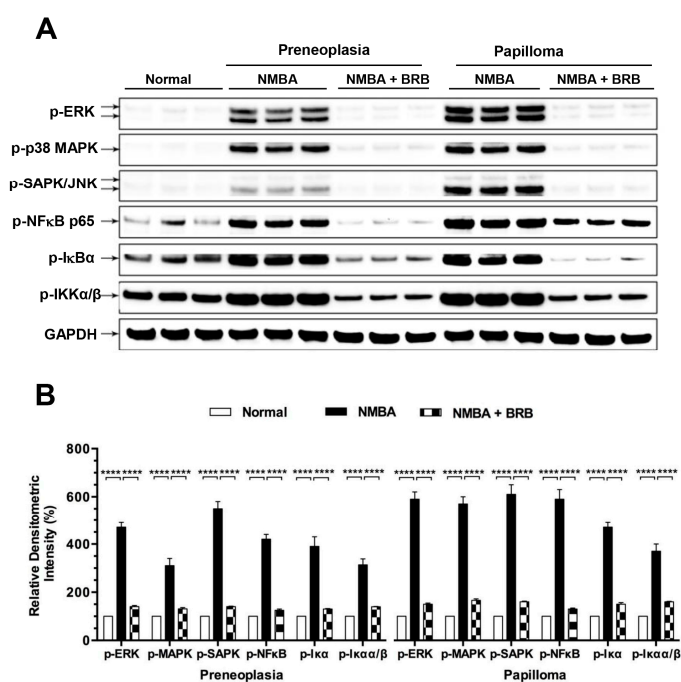 A
Preneoplasia Papilloma
Normal NMBA NMBA + BRB NMBA NMBA + BRB
p-ERK
p-p38 MAPK
p-SAPK/JNK
p-NFκB p65
p-IκBα
p-IKKα/β
GAPDH
B
Normal NMBA NMBA + BRB
Relative Densitometric
Intensity (%)
800
600
400
200
0
**** **** **** **** **** **** **** **** **** **** **** **** **** **** **** **** **** **** **** **** **** **** **** ****
p-ERK p-MAPK p-SAPK p-NFκB p-Iκα p-Iκαα/β p-ERK p-MAPK p-SAPK p-NFκB p-Iκα p-Iκαα/β
Preneoplasia Papilloma